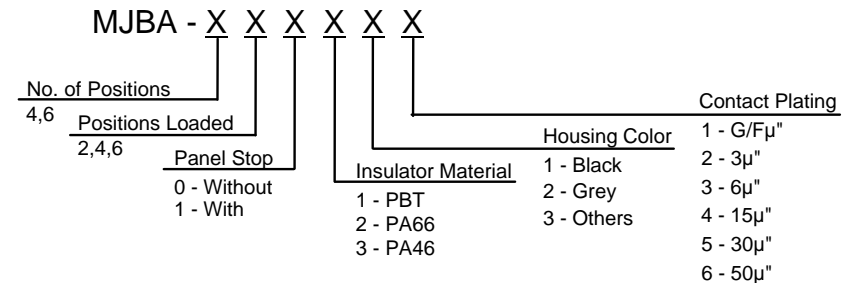 MJBA - X X X X X X
No. of Positions
4,6
Positions Loaded
2,4,6
Panel Stop
0 - Without
1 - With
Insulator Material
1 - PBT
2 - PA66
3 - PA46
Housing Color
1 - Black
2 - Grey
3 - Others
Contact Plating
1 - G/Fµ"
2 - 3µ"
3 - 6µ"
4 - 15µ"
5 - 30µ"
6 - 50µ"